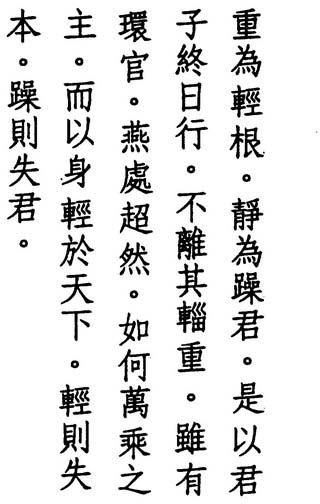 重為輕根。靜為躁君。是以君
子終日行。不離其輜重。雖有
環官。燕處超然。如何萬乘之
主。而以身輕於天下。輕則失
本。躁則失君。